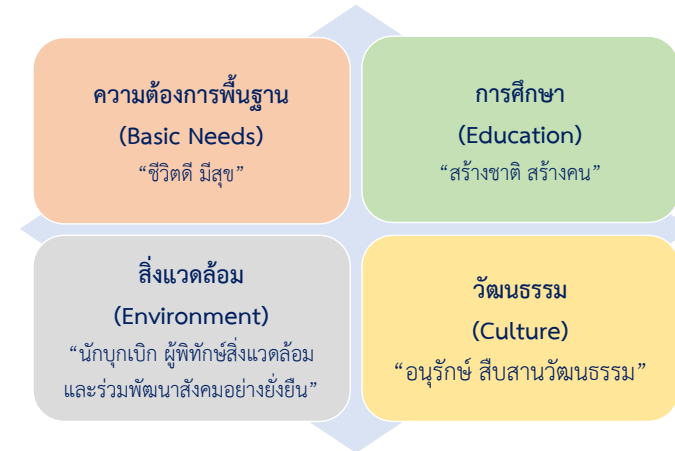 ความต้องการพื้นฐาน
(Basic Needs)
“ชีวิตดี มีสุข”
การศึกษา
(Education)
“สร้างชาติ สร้างคน”
สิ่งแวดล้อม
(Environment)
“นักบุกเบิก ผู้พิทักษ์สิ่งแวดล้อม
และร่วมพัฒนาสังคมอย่างยั่งยืน”
วัฒนธรรม
(Culture)
“อนุรักษ์ สืบสานวัฒนธรรม”